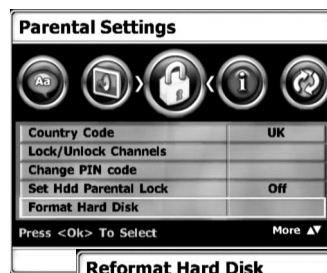 Parental Settings
Aa
i
Country Code UK
Lock/Unlock Channels
Change PIN code
Set Hdd Parental Lock Off
Format Hard Disk
Press <Ok> To Select More ▲▼
Reformat Hard Disk